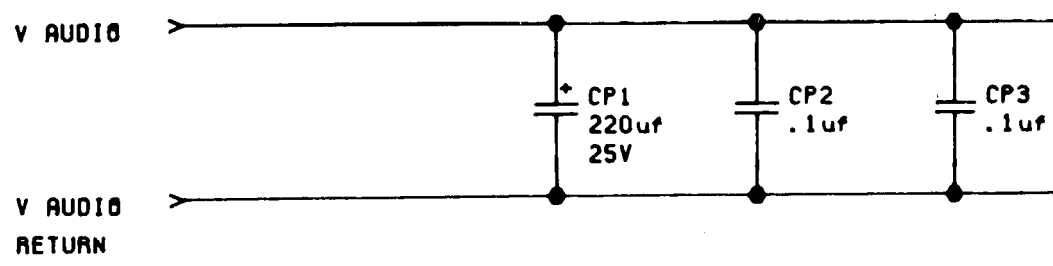 V AUDIO
+
CP1
220uf
25V
CP2
.1uf
CP3
.1uf
V AUDIO
RETURN